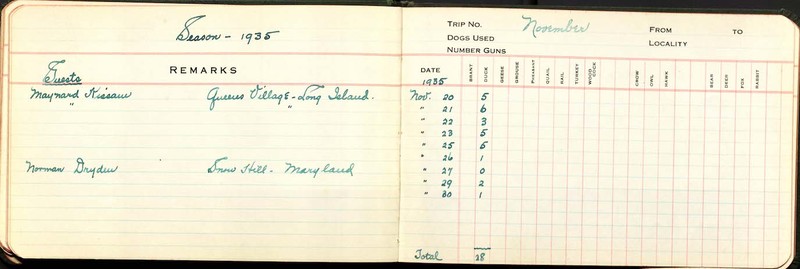 Season - 1935
Guests
REMARKS
Maynard Nissaw Queens Village - Long Island.
" "
Norman Dryden Snow Hill - Maryland
TRIP NO. November FROM TO
DOGS USED LOCALITY
NUMBER GUNS
DATE BRANT DUCK GEESE GROUSE PHEASANT QUAIL RAIL TURKEY WOODCOCK CROW OWL HAWK BEAR DEER FOX RABBIT
1935
Nov. 20 5
" 21 6
" 22 3
" 23 5
" 25 5
" 26 1
" 27 0
" 29 2
" 30 1
Total 28